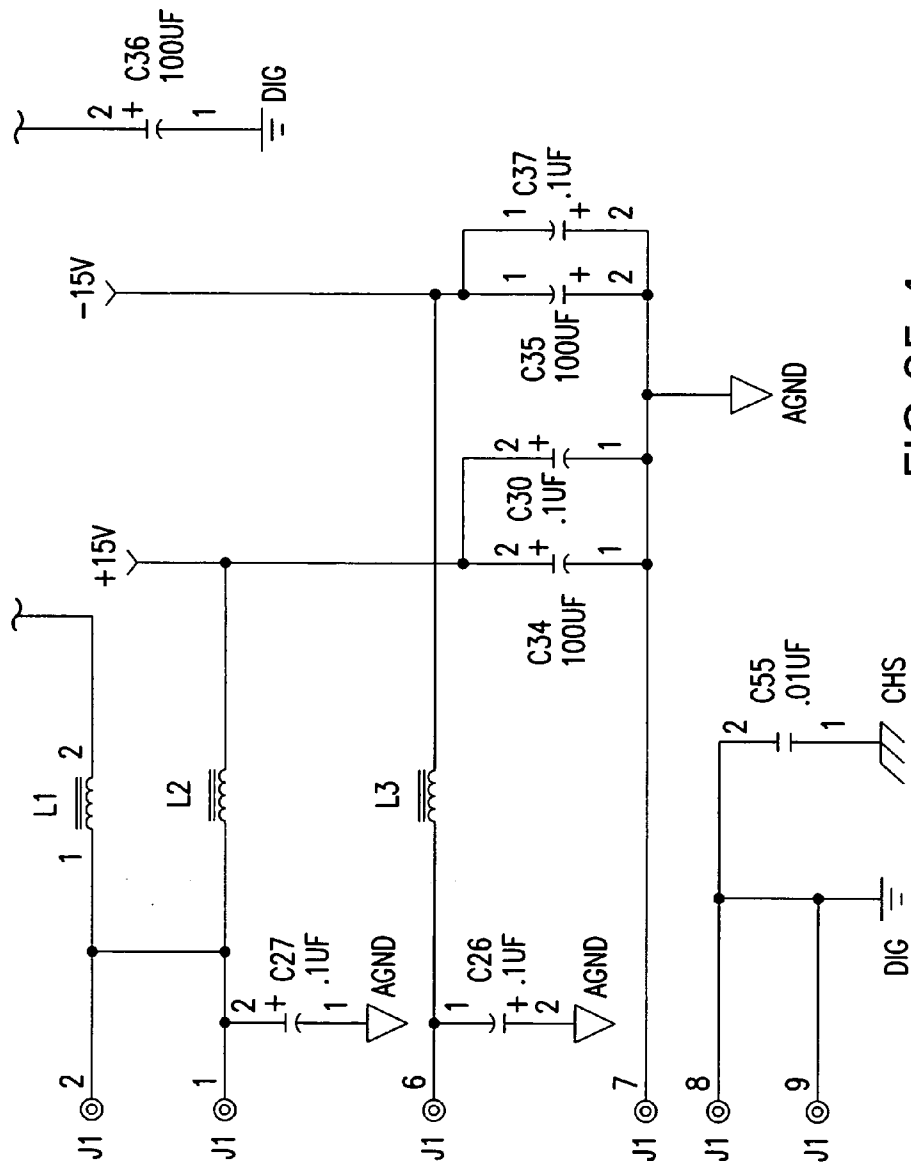 C36
100UF
2
+
1
DIG
-15V
+15V
C37
.1UF
1
+
2
C35
100UF
1
+
2
C30
.1UF
2
+
1
C34
100UF
2
+
1
AGND
L1
1
2
L2
L3
J1
2
J1
1
C27
.1UF
2
+
1
AGND
J1
6
C26
.1UF
1
+
2
AGND
J1
7
J1
8
J1
9
C55
.01UF
2
1
CHS
DIG